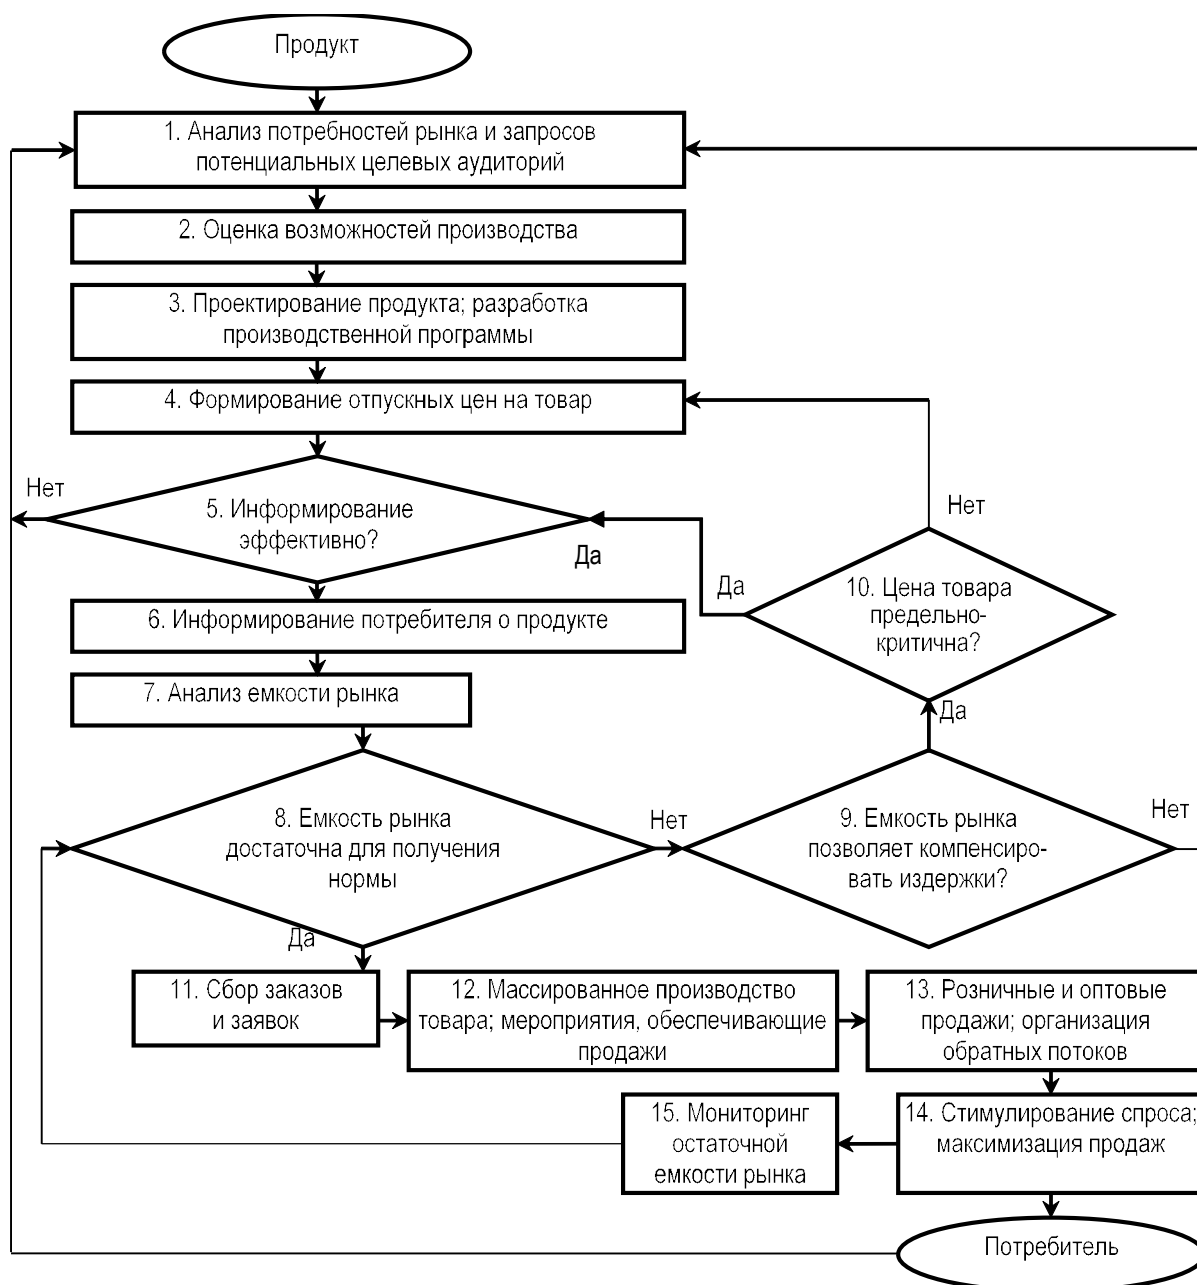 Продукт
1. Анализ потребностей рынка и запросов
потенциальных целевых аудиторий
2. Оценка возможностей производства
3. Проектирование продукта; разработка
производственной программы
4. Формирование отпускных цен на товар
Нет
5. Информирование
эффективно?
Да
Нет
Да
10. Цена товара
предельно-
критична?
6. Информирование потребителя о продукте
7. Анализ емкости рынка
Да
8. Емкость рынка
достаточна для получения
нормы
Нет
9. Емкость рынка
позволяет компенсиро-
вать издержки?
Нет
Да
11. Сбор заказов
и заявок
12. Массированное производство
товара; мероприятия, обеспечивающие
продажи
13. Розничные и оптовые
продажи; организация
обратных потоков
15. Мониторинг
остаточной
емкости рынка
14. Стимулирование спроса;
максимизация продаж
Потребитель